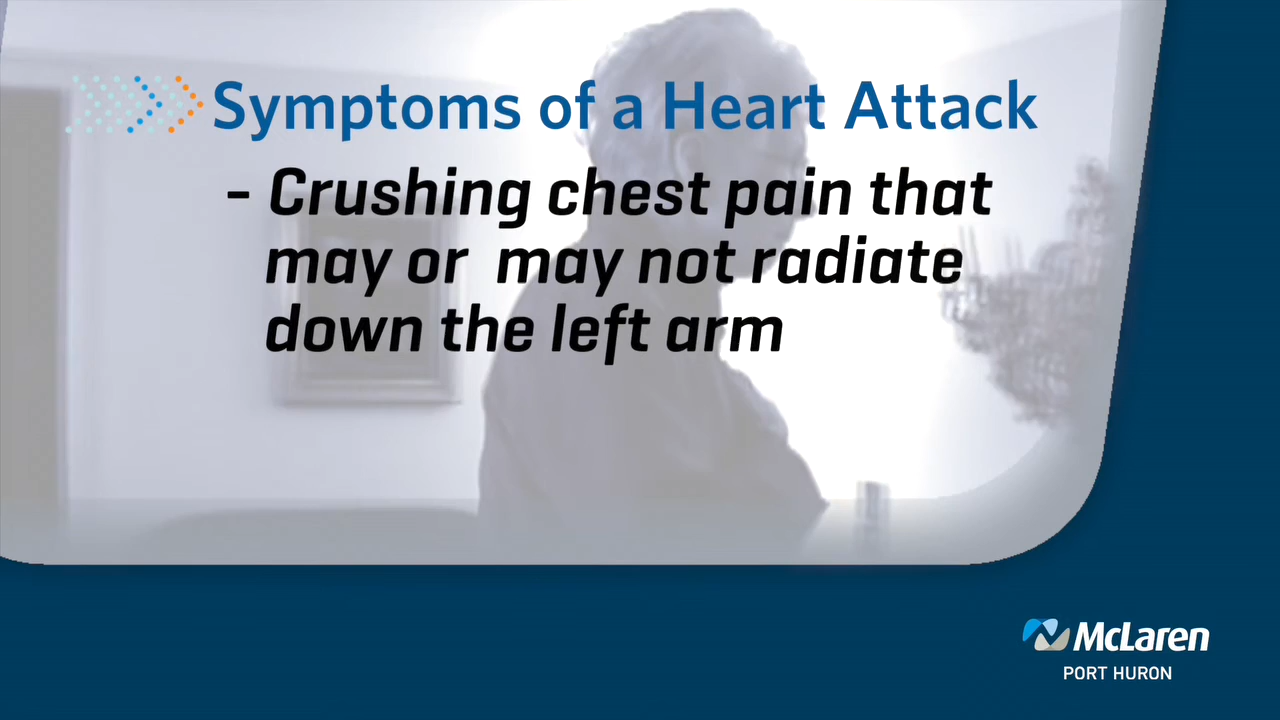 Symptoms of a Heart Attack
- Crushing chest pain that
may or may not radiate
down the left arm
McLaren
PORT HURON